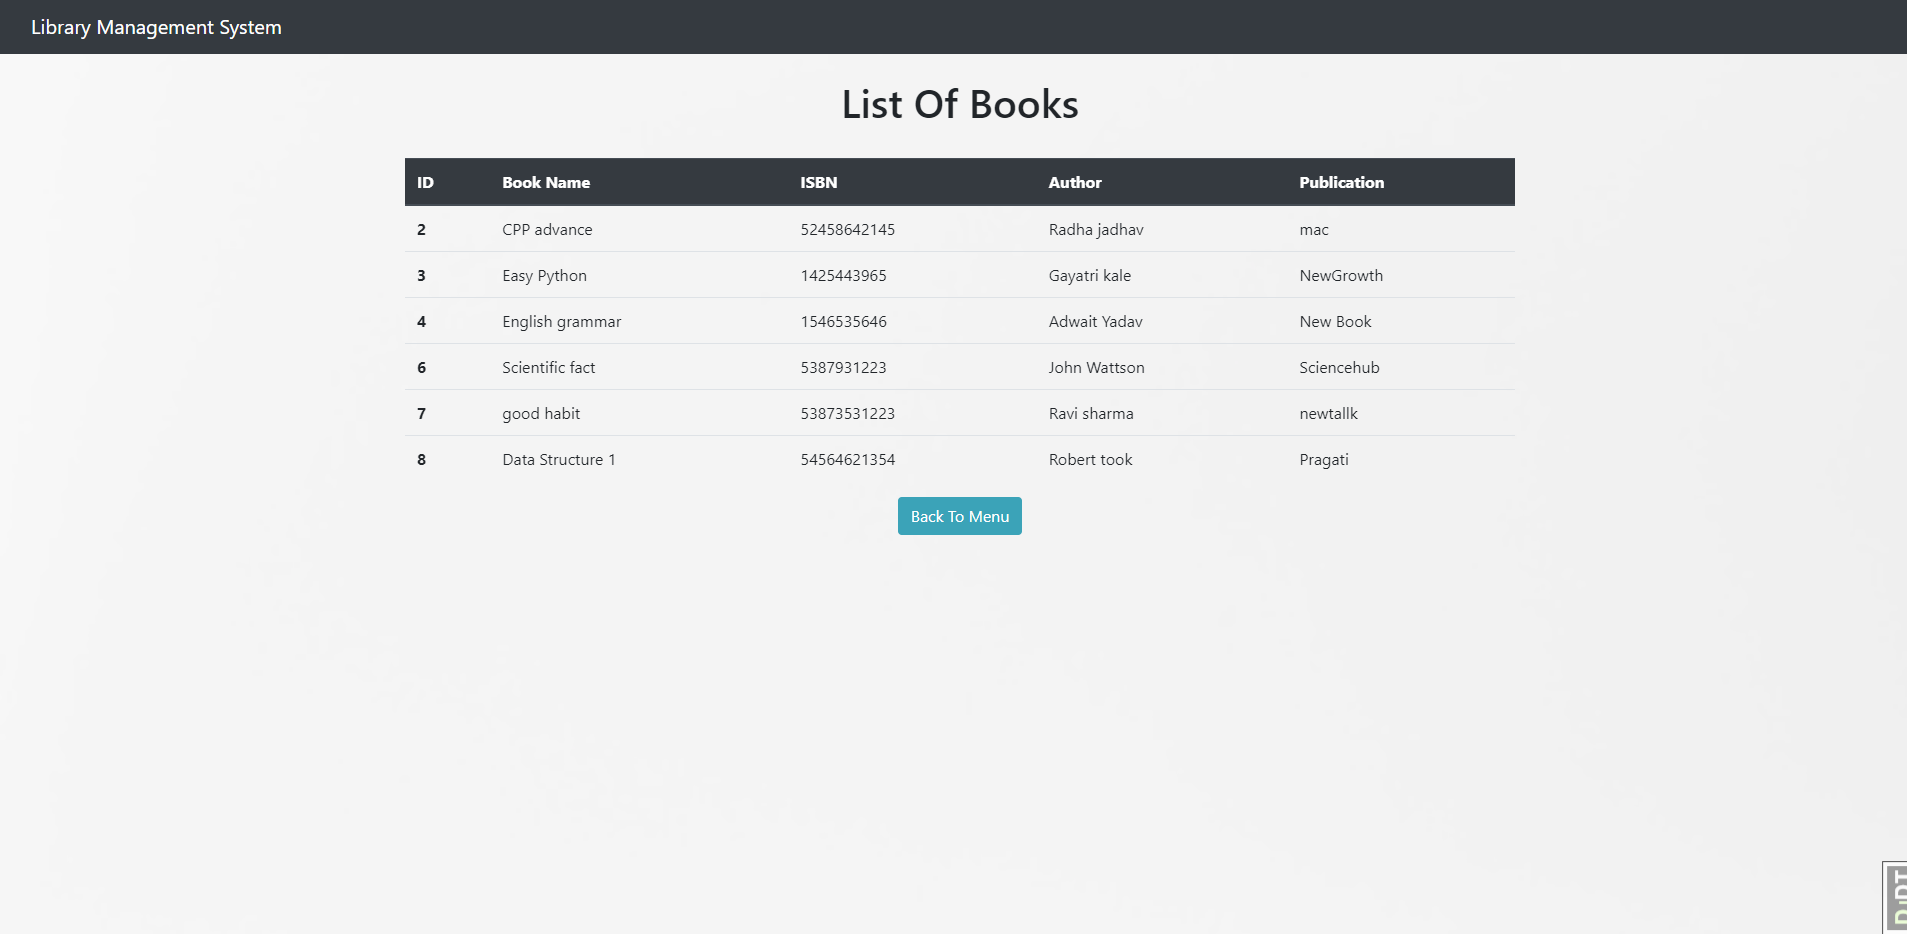 Library Management System
List Of Books
ID Book Name ISBN Author Publication
2 CPP advance 52458642145 Radha jadhav mac
3 Easy Python 1425443965 Gayatri kale NewGrowth
4 English grammar 1546535646 Adwait Yadav New Book
6 Scientific fact 5387931223 John Wattson Sciencehub
7 good habit 53873531223 Ravi sharma newtallk
8 Data Structure 1 54564621354 Robert took Pragati
Back To Menu
DjDT